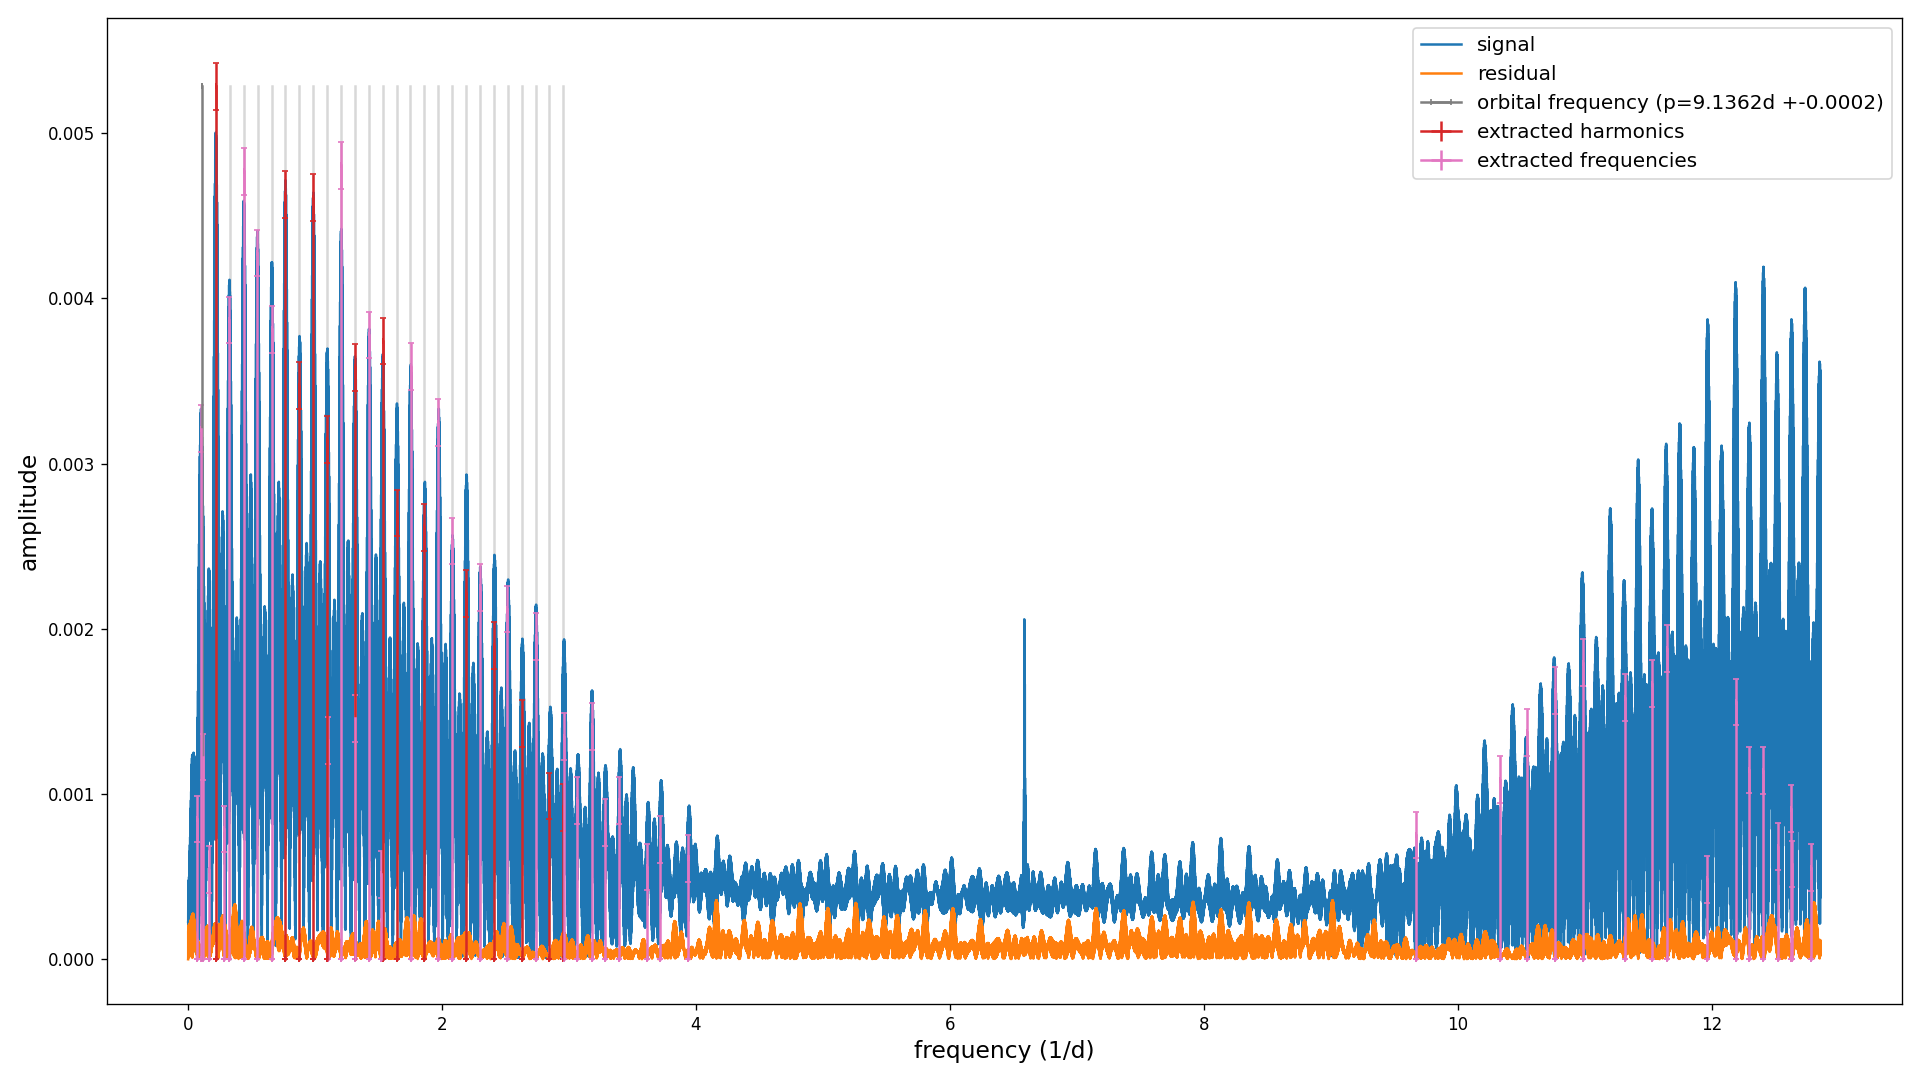 signal
residual
orbital frequency (p=9.1362d +-0.0002)
extracted harmonics
extracted frequencies
amplitude
0.005
0.004
0.003
0.002
0.001
0.000
0 2 4 6 8 10 12
frequency (1/d)